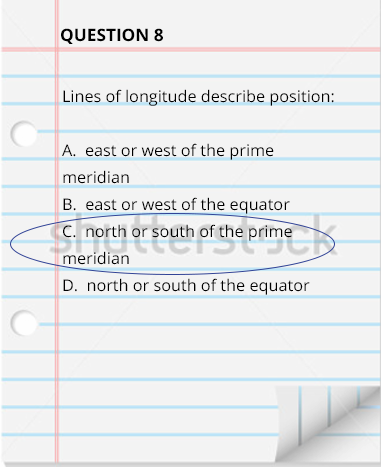 QUESTION 8
Lines of longitude describe position:
A. east or west of the prime
meridian
B. east or west of the equator
shutterstock
C. north or south of the prime
meridian
D. north or south of the equator